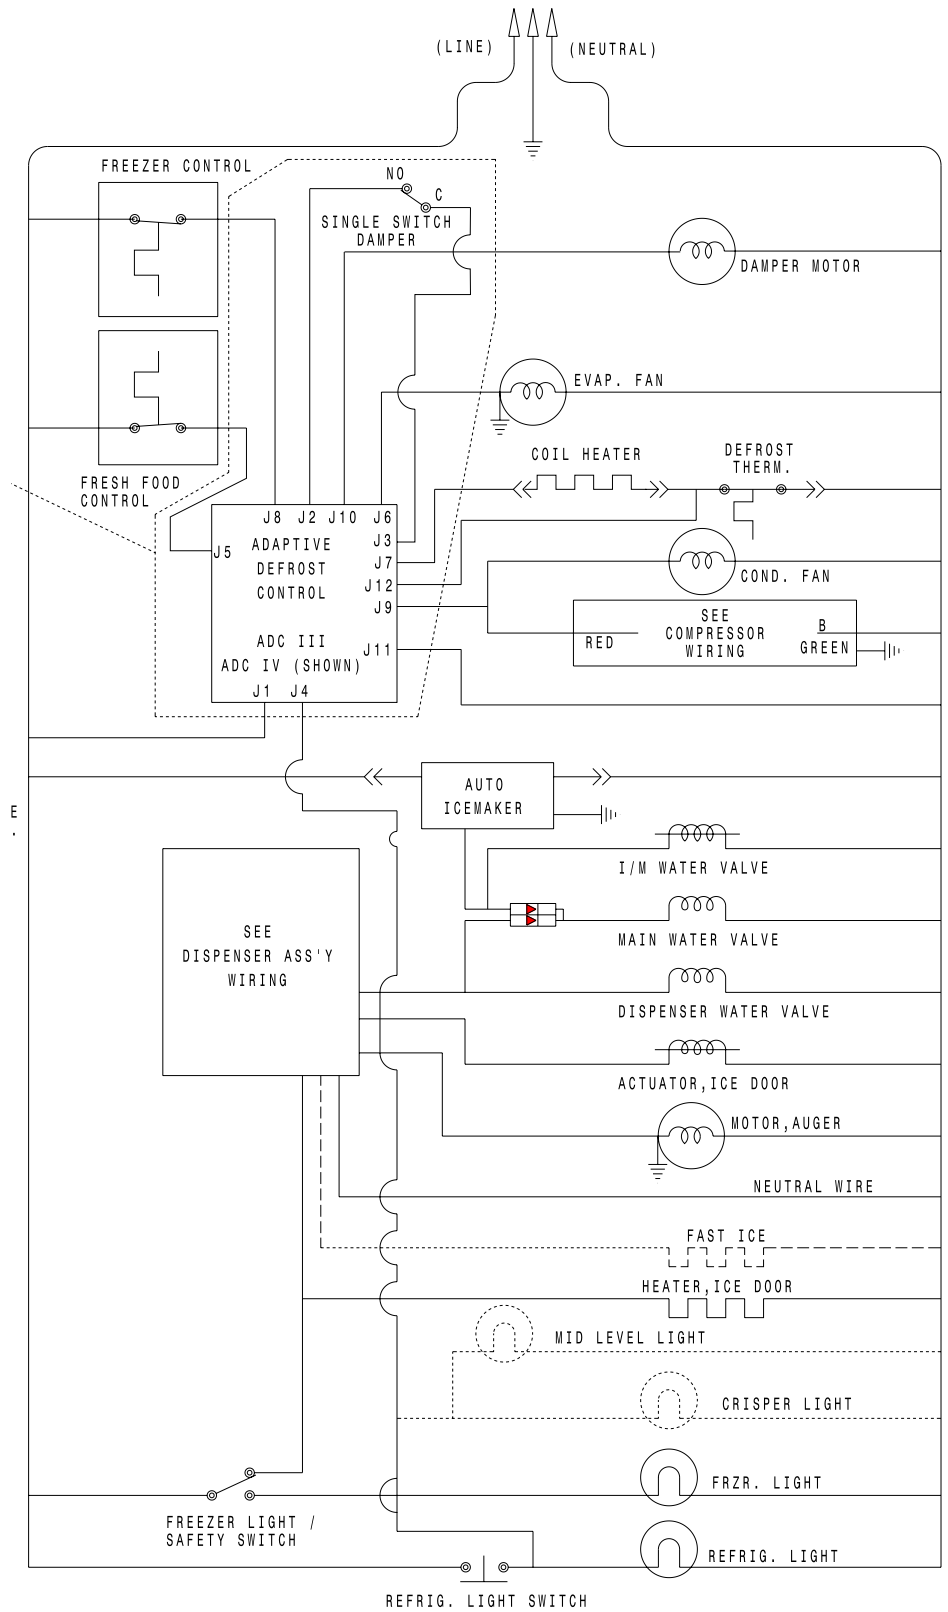 (LINE)
(NEUTRAL)
FREEZER CONTROL
NO
C
SINGLE SWITCH
DAMPER
DAMPER MOTOR
EVAP. FAN
COIL HEATER
DEFROST
THERM.
FRESH FOOD
CONTROL
J8 J2 J10 J6
J3
J5
ADAPTIVE
DEFROST
CONTROL
J7
J12
J9
COND. FAN
SEE
COMPRESSOR
WIRING
RED
B
GREEN
ADC III
ADC IV (SHOWN)
J11
J1 J4
AUTO
ICEMAKER
E
.
I/M WATER VALVE
SEE
DISPENSER ASS'Y
WIRING
MAIN WATER VALVE
DISPENSER WATER VALVE
ACTUATOR,ICE DOOR
MOTOR,AUGER
NEUTRAL WIRE
FAST ICE
HEATER,ICE DOOR
MID LEVEL LIGHT
CRISPER LIGHT
FRZR. LIGHT
FREEZER LIGHT /
SAFETY SWITCH
REFRIG. LIGHT
REFRIG. LIGHT SWITCH